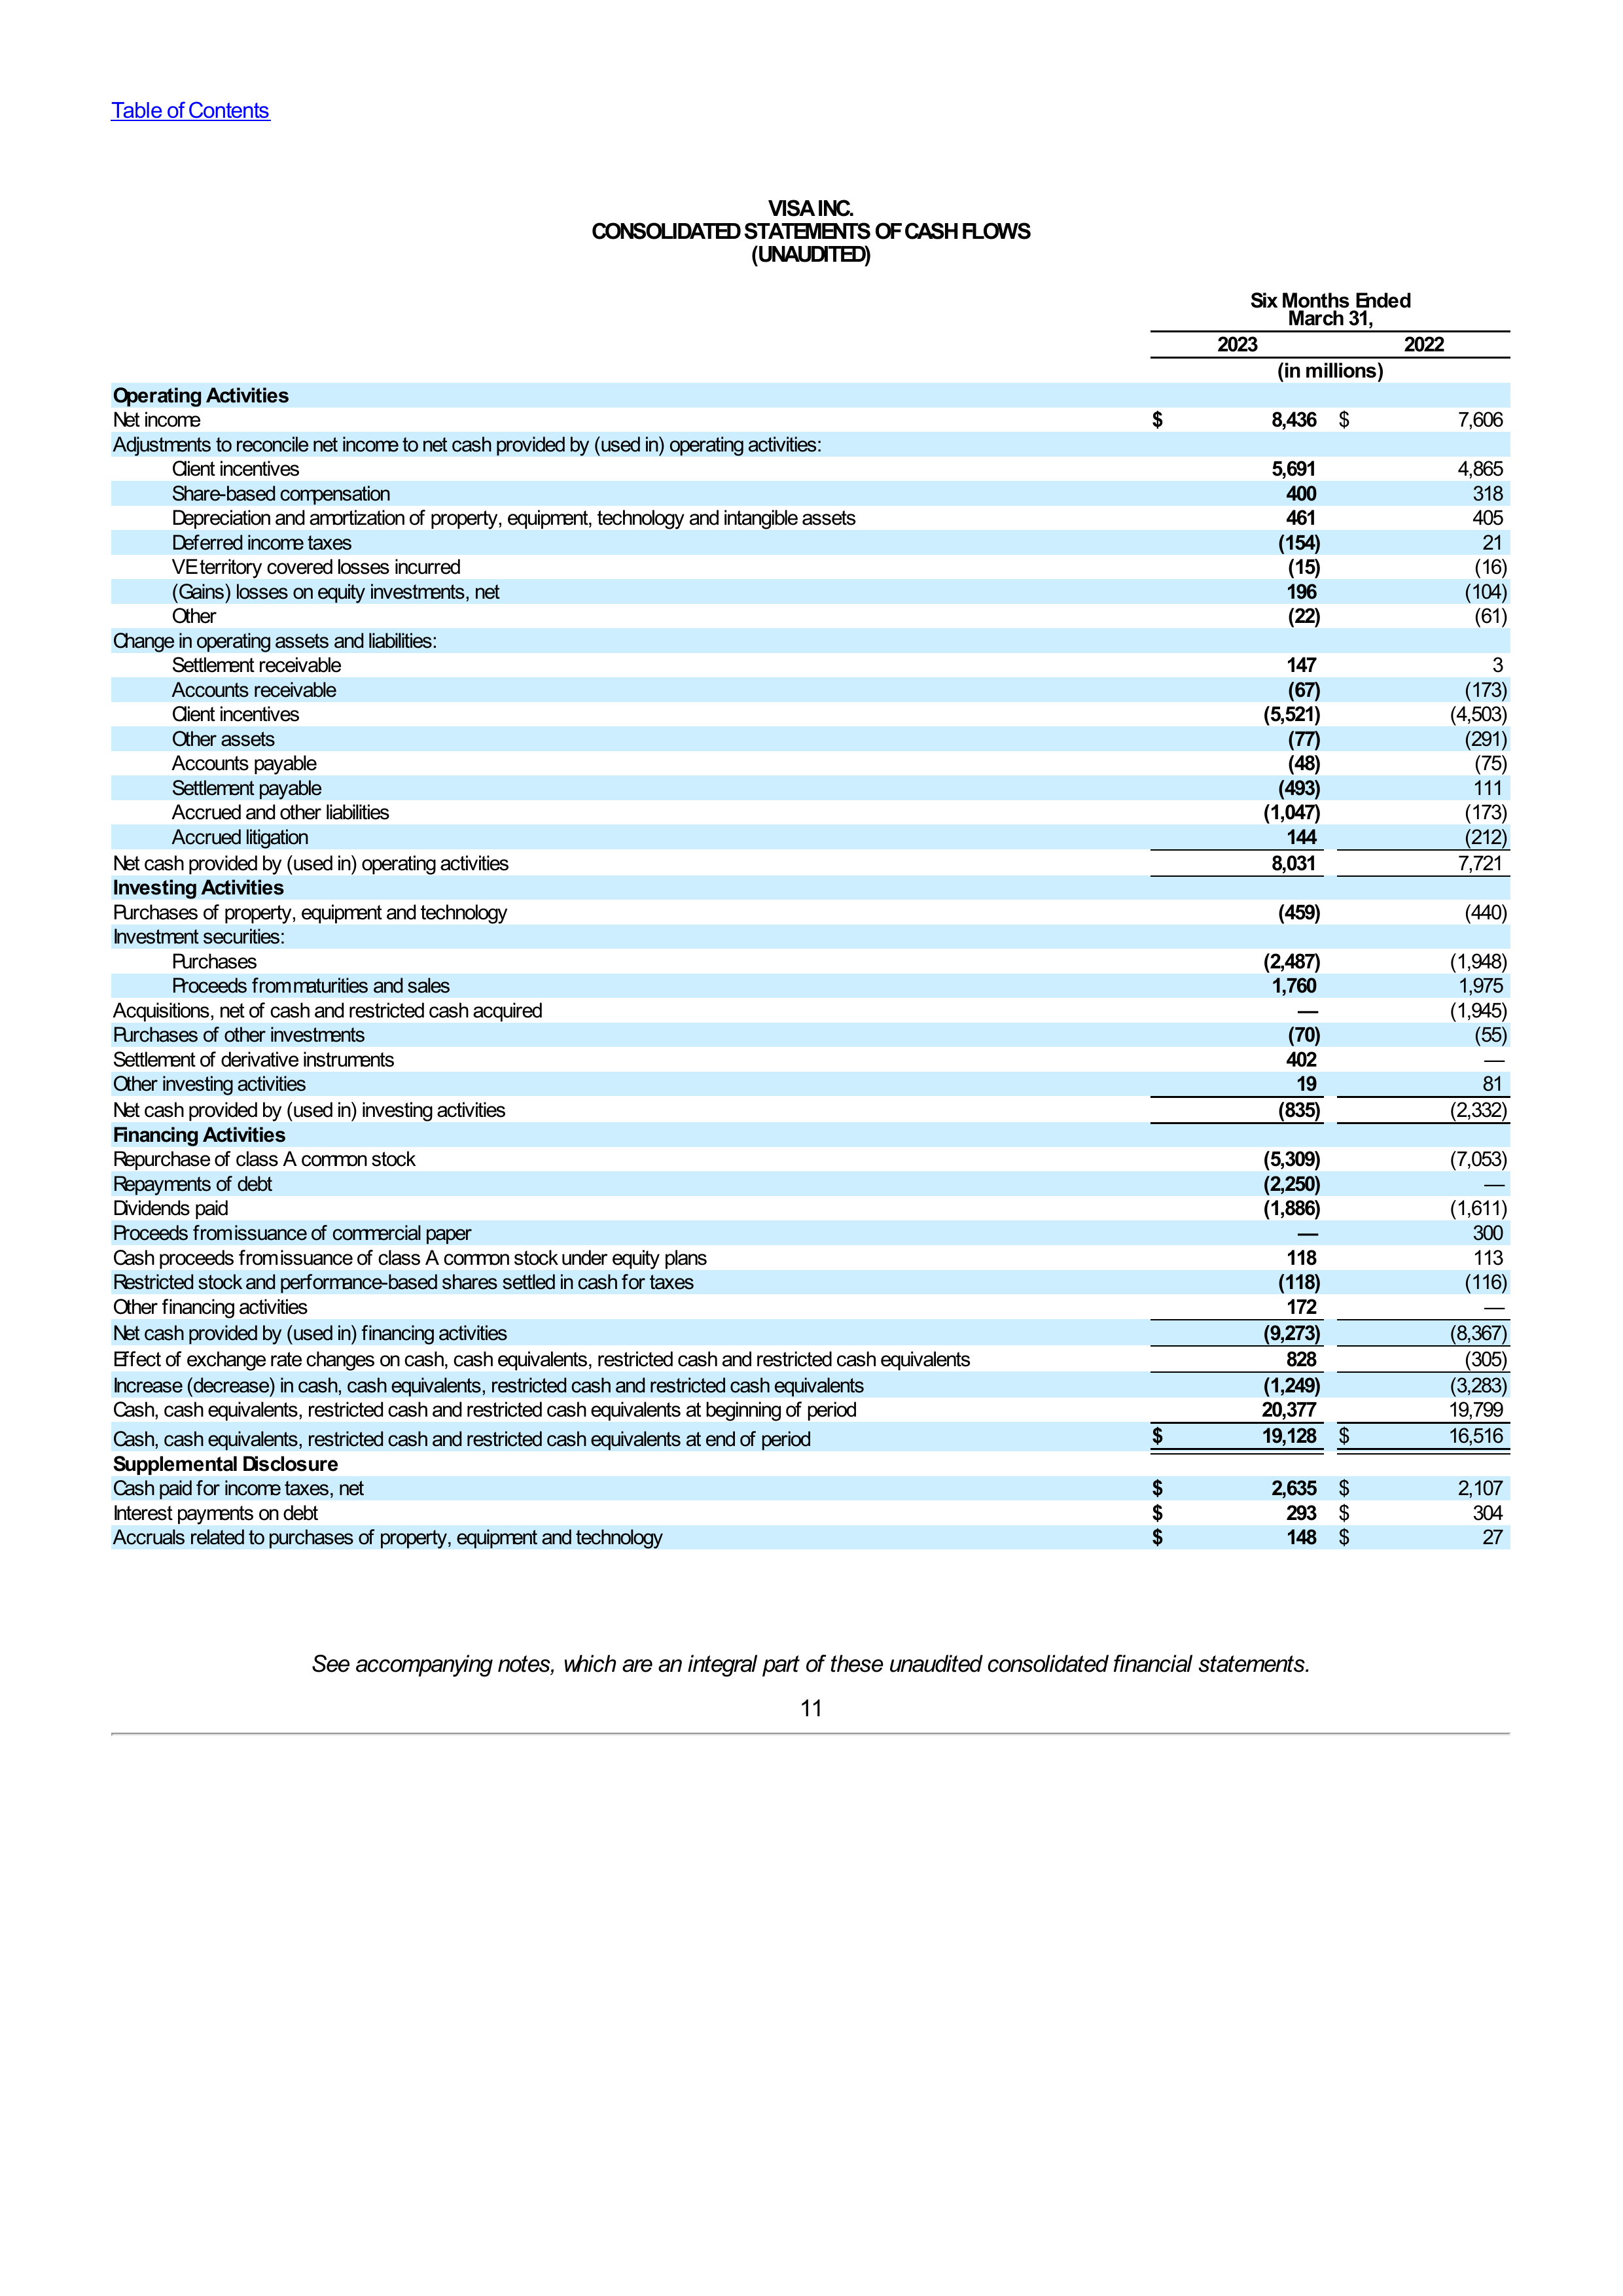 Table of Contents
VISA INC.
CONSOLIDATED STATEMENTS OF CASH FLOWS
(UNAUDITED)
Six Months Ended
March 31,
2023 2022
(in millions)
Operating Activities
Net income $ 8,436 $ 7,606
Adjustments to reconcile net income to net cash provided by (used in) operating activities:
Client incentives 5,691 4,865
Share-based compensation 400 318
Depreciation and amortization of property, equipment, technology and intangible assets 461 405
Deferred income taxes (154) 21
VE territory covered losses incurred (15) (16)
(Gains) losses on equity investments, net 196 (104)
Other (22) (61)
Change in operating assets and liabilities:
Settlement receivable 147 3
Accounts receivable (67) (173)
Client incentives (5,521) (4,503)
Other assets (77) (291)
Accounts payable (48) (75)
Settlement payable (493) 111
Accrued and other liabilities (1,047) (173)
Accrued litigation 144 (212)
Net cash provided by (used in) operating activities 8,031 7,721
Investing Activities
Purchases of property, equipment and technology (459) (440)
Investment securities:
Purchases (2,487) (1,948)
Proceeds from maturities and sales 1,760 1,975
Acquisitions, net of cash and restricted cash acquired — (1,945)
Purchases of other investments (70) (55)
Settlement of derivative instruments 402 —
Other investing activities 19 81
Net cash provided by (used in) investing activities (835) (2,332)
Financing Activities
Repurchase of class A common stock (5,309) (7,053)
Repayments of debt (2,250) —
Dividends paid (1,886) (1,611)
Proceeds from issuance of commercial paper — 300
Cash proceeds from issuance of class A common stock under equity plans 118 113
Restricted stock and performance-based shares settled in cash for taxes (118) (116)
Other financing activities 172 —
Net cash provided by (used in) financing activities (9,273) (8,367)
Effect of exchange rate changes on cash, cash equivalents, restricted cash and restricted cash equivalents 828 (305)
Increase (decrease) in cash, cash equivalents, restricted cash and restricted cash equivalents (1,249) (3,283)
Cash, cash equivalents, restricted cash and restricted cash equivalents at beginning of period 20,377 19,799
Cash, cash equivalents, restricted cash and restricted cash equivalents at end of period $ 19,128 $ 16,516
Supplemental Disclosure
Cash paid for income taxes, net $ 2,635 $ 2,107
Interest payments on debt $ 293 $ 304
Accruals related to purchases of property, equipment and technology $ 148 $ 27
See accompanying notes, which are an integral part of these unaudited consolidated financial statements.
11